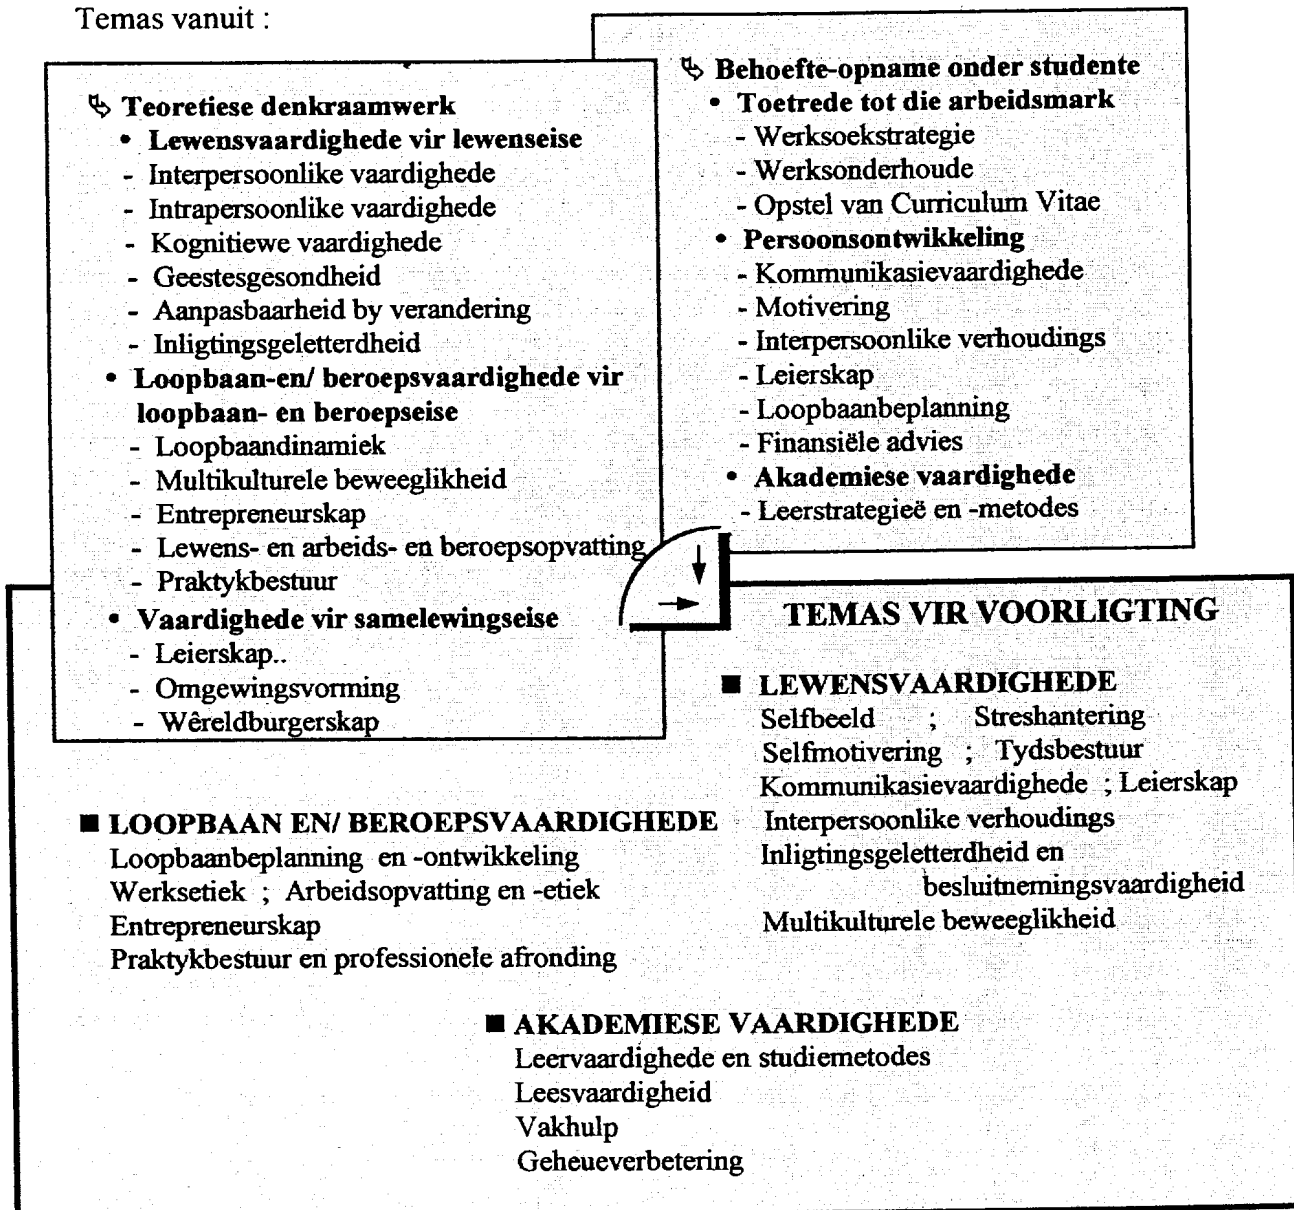 Temas vanuit :
↳ Teoretiese denkraamwerk
• Lewensvaardighede vir lewenseise
- Interpersoonlike vaardighede
- Intrapersoonlike vaardighede
- Kognitiewe vaardighede
- Geestesgesondheid
- Aanpasbaarheid by verandering
- Inligtingsgeletterdheid
• Loopbaan-en/ beroepsvaardighede vir
loopbaan- en beroepseise
- Loopbaandinamiek
- Multikulturele beweeglikheid
- Entrepreneurskap
- Lewens- en arbeids- en beroepsopvatting
- Praktykbestuur
• Vaardighede vir samelewingseise
- Leierskap..
- Omgewingsvorming
- Wêreldburgerskap
↳ Behoefte-opname onder studente
• Toetrede tot die arbeidsmark
- Werksoekstrategie
- Werksonderhoude
- Opstel van Curriculum Vitae
• Persoonsontwikkeling
- Kommunikasievaardighede
- Motivering
- Interpersoonlike verhoudings
- Leierskap
- Loopbaanbeplanning
- Finansiële advies
• Akademiese vaardighede
- Leerstrategieë en -metodes
TEMAS VIR VOORLIGTING
■ LEWENSVAARDIGHEDE
Selfbeeld ; Streshantering
Selfmotivering ; Tydsbestuur
Kommunikasievaardighede ; Leierskap
Interpersoonlike verhoudings
Inligtingsgeletterdheid en
besluitnemingsvaardigheid
Multikulturele beweeglikheid
■ LOOPBAAN EN/ BEROEPSVAARDIGHEDE
Loopbaanbeplanning en -ontwikkeling
Werksetiek ; Arbeidsopvatting en -etiek
Entrepreneurskap
Praktykbestuur en professionele afronding
■ AKADEMIESE VAARDIGHEDE
Leervaardighede en studiemetodes
Leesvaardigheid
Vakhulp
Geheueverbetering